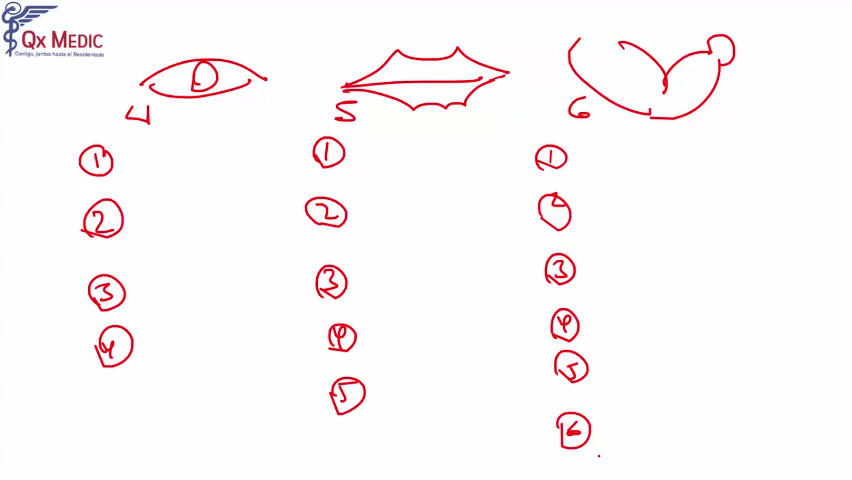 Qx MEDIC
Contigo, juntos hasta el Residentado
4 5 6
1 1 1
2 2 2
3 3 3
4 4 4
5 5
6